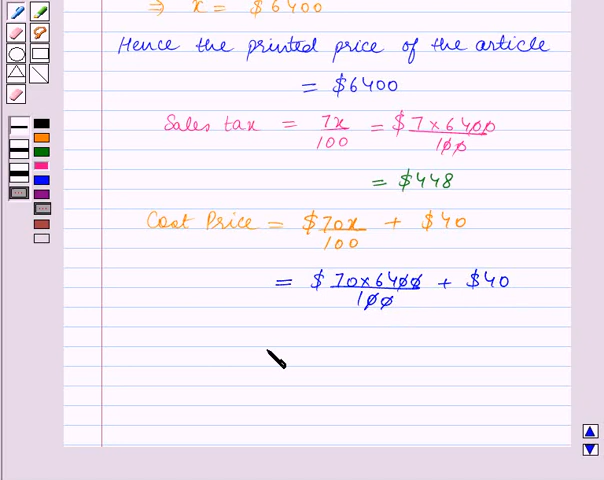 ⇒ x = $6400
Hence the printed price of the article
= $6400
Sales tax = 7x/100 = $7×6400/100
= $448
Cost Price = $70x/100 + $40
= $70×6400/100 + $40